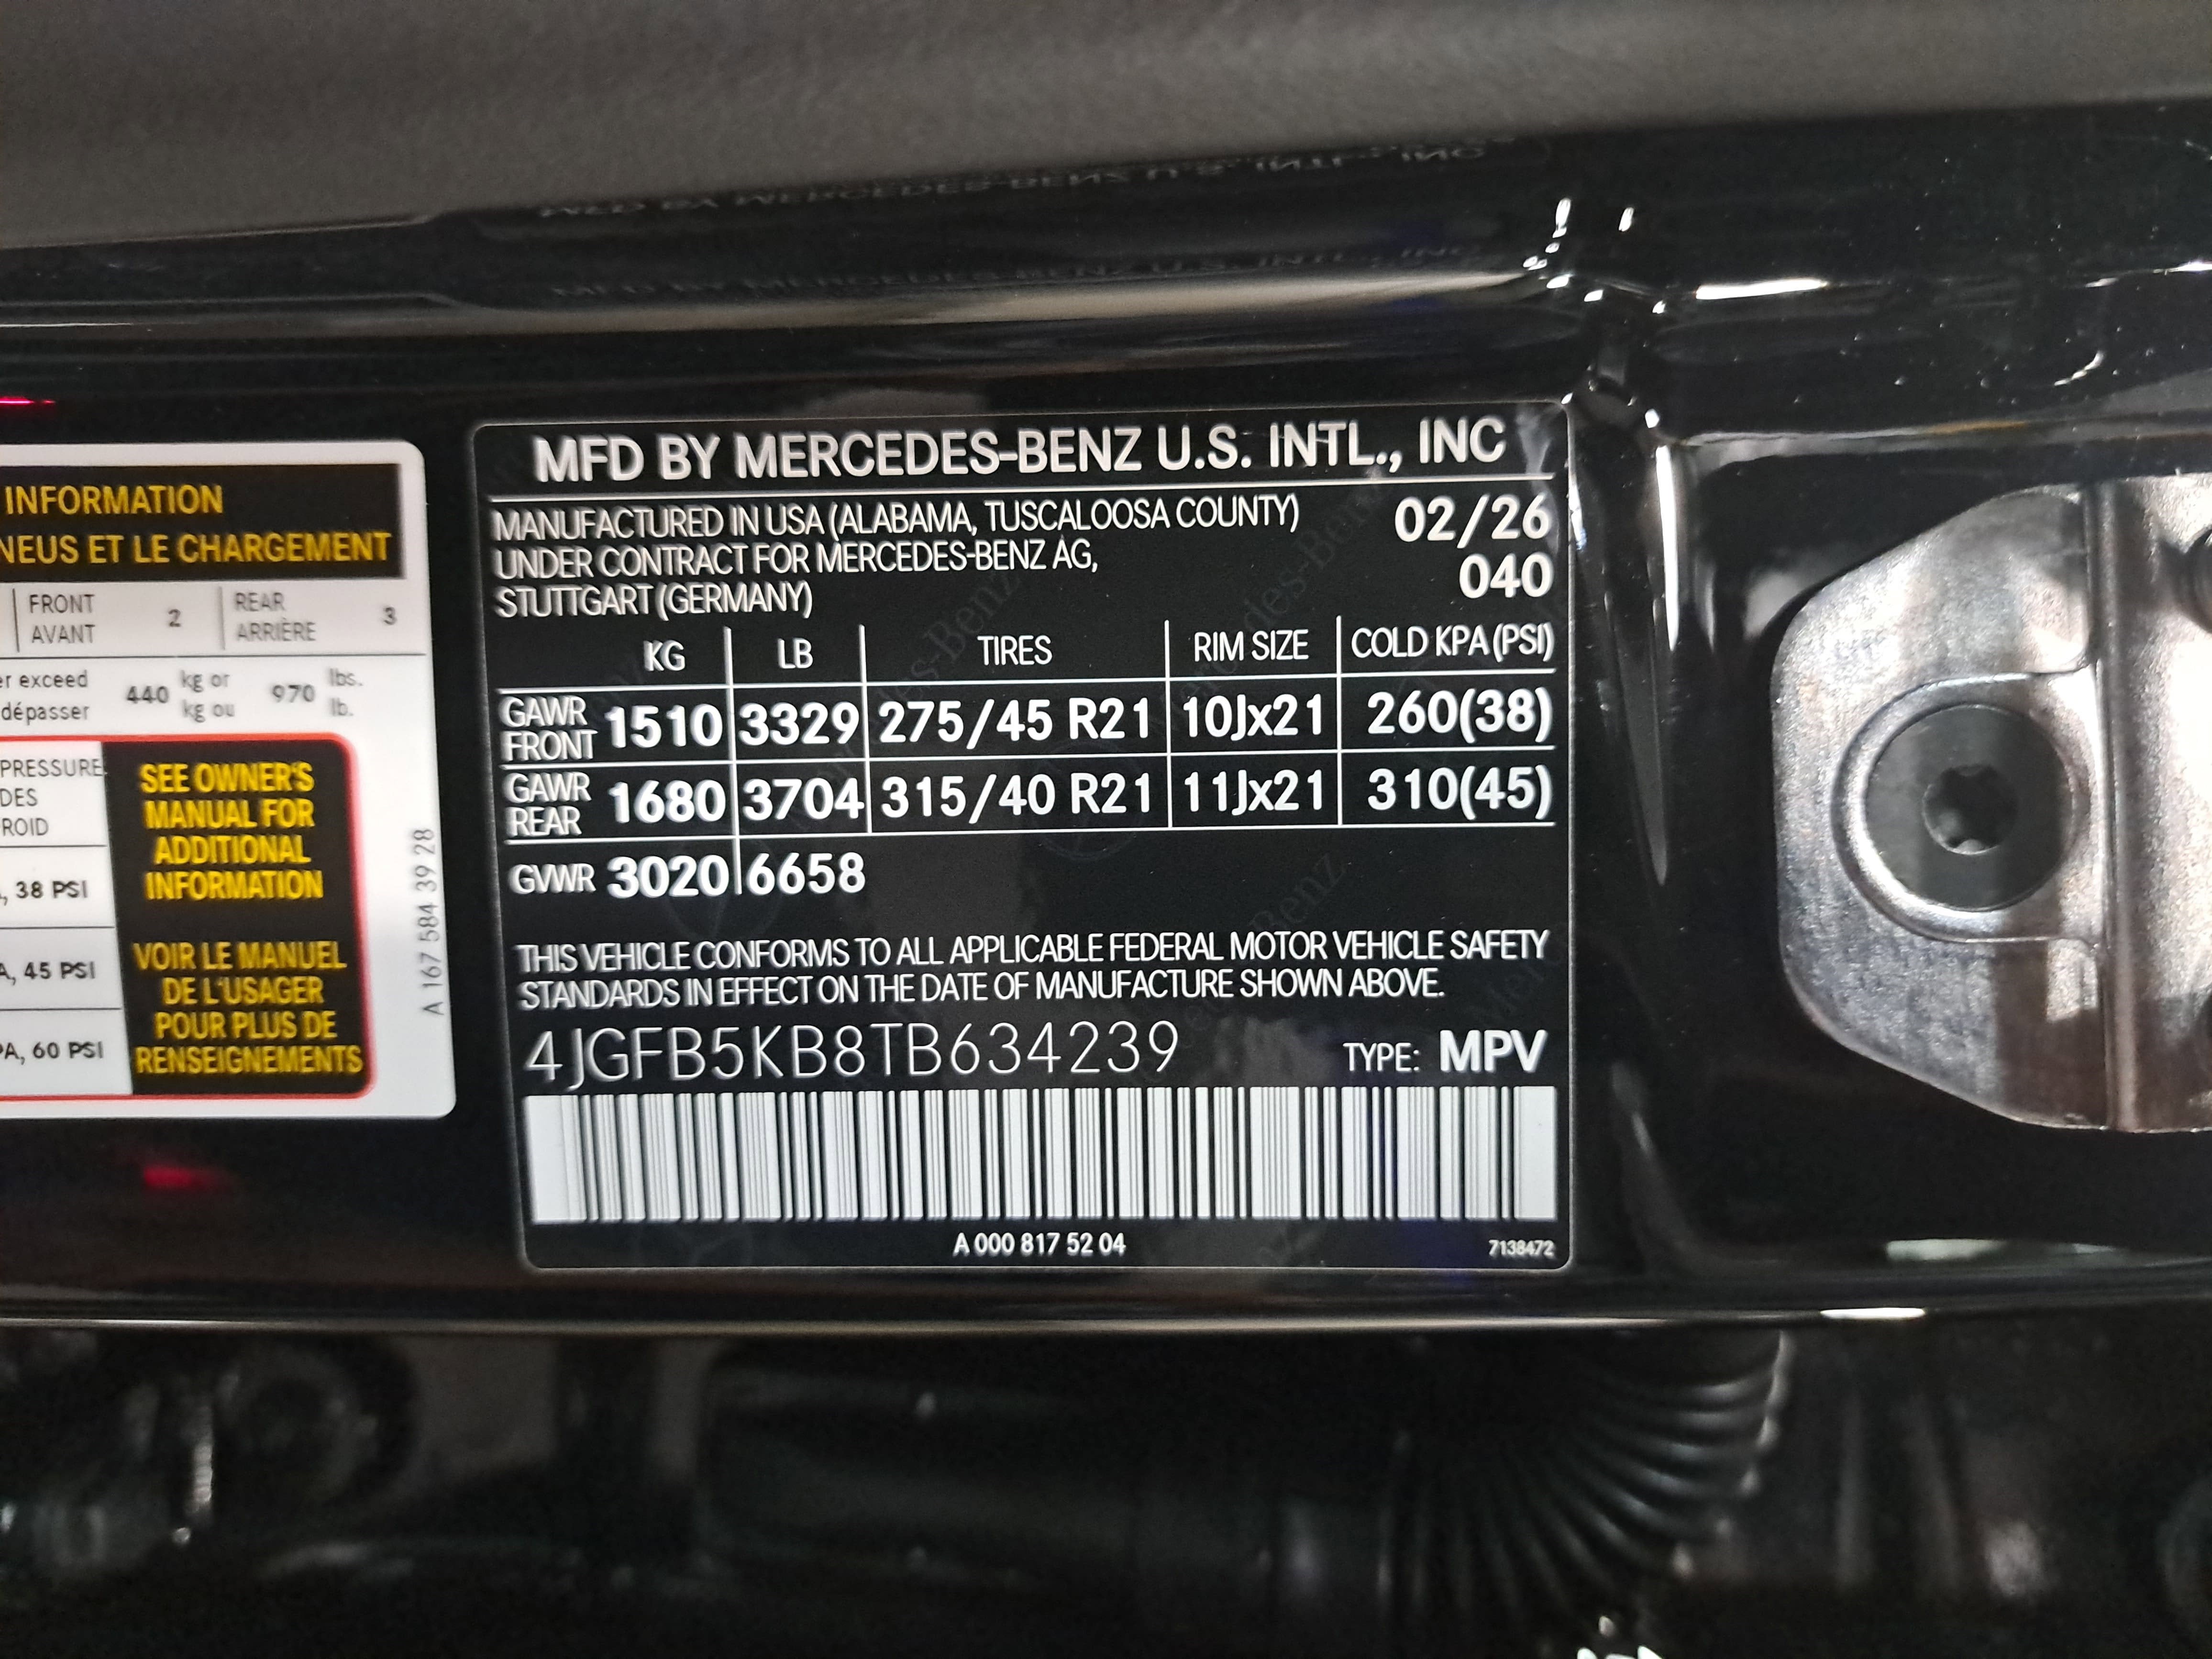 INFORMATION
NEUS ET LE CHARGEMENT
FRONT
AVANT
2
REAR
ARRIÈRE
3
exceed
dépasser
440
kg or
kg ou
970
lbs.
lb.
PRESSURE
DES
ROID
38 PSI
45 PSI
60 PSI
SEE OWNER'S
MANUAL FOR
ADDITIONAL
INFORMATION
VOIR LE MANUEL
DE L'USAGER
POUR PLUS DE
RENSEIGNEMENTS
A 167 584 39 28
MFD BY MERCEDES-BENZ U.S. INTL., INC
MANUFACTURED IN USA (ALABAMA, TUSCALOOSA COUNTY) 02/26
UNDER CONTRACT FOR MERCEDES-BENZ AG, 040
STUTTGART (GERMANY)
KG LB TIRES RIM SIZE COLD KPA (PSI)
GAWR FRONT 1510 3329 275/45 R21 10Jx21 260(38)
GAWR REAR 1680 3704 315/40 R21 11Jx21 310(45)
GVWR 3020 6658
THIS VEHICLE CONFORMS TO ALL APPLICABLE FEDERAL MOTOR VEHICLE SAFETY
STANDARDS IN EFFECT ON THE DATE OF MANUFACTURE SHOWN ABOVE.
4JGFB5KB8TB634239 TYPE: MPV
A 000 817 52 04
7138472